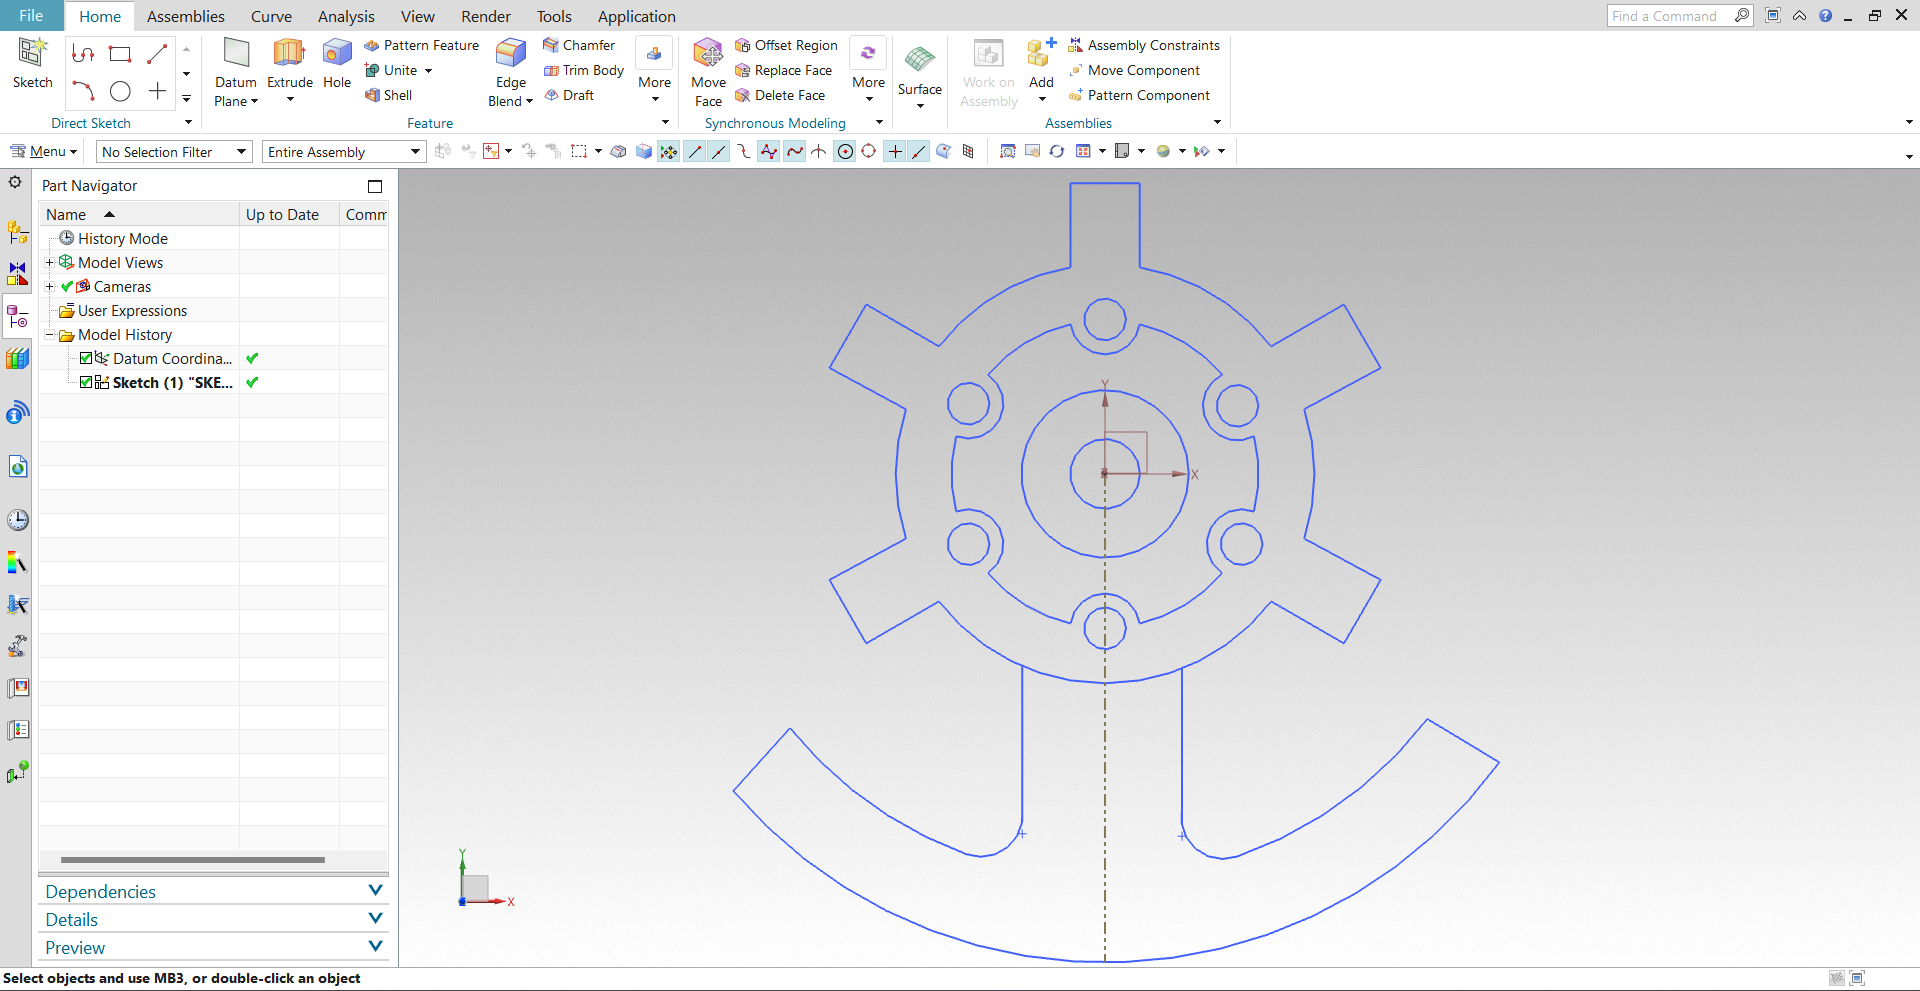 File Home Assemblies Curve Analysis View Render Tools Application Find a Command
Sketch
Direct Sketch
Datum Plane
Extrude
Hole
Pattern Feature
Unite
Shell
Edge Blend
Chamfer
Trim Body
Draft
More
Feature
Move Face
Offset Region
Replace Face
Delete Face
More
Synchronous Modeling
Surface
Work on Assembly
Add
Assembly Constraints
Move Component
Pattern Component
Assemblies
Menu No Selection Filter Entire Assembly
Part Navigator
Name Up to Date Comm
History Mode
Model Views
Cameras
User Expressions
Model History
Datum Coordina...
Sketch (1) "SKE...
Dependencies
Details
Preview
Y
X
Y
X
Select objects and use MB3, or double-click an object